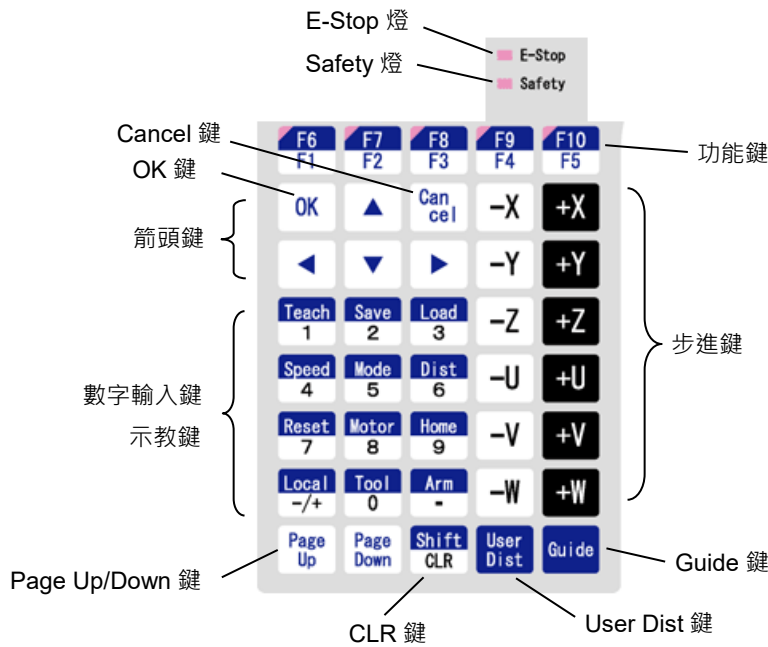 E-Stop 燈
E-Stop
Safety 燈
Safety
Cancel 鍵
F6 F7 F8 F9 F10
F1 F2 F3 F4 F5
功能鍵
OK 鍵
OK ▲ Can cel -X +X
箭頭鍵
◀ ▼ ▶ -Y +Y
Teach Save Load
1 2 3
-Z +Z
步進鍵
Speed Mode Dist
4 5 6
-U +U
數字輸入鍵
示教鍵
Reset Motor Home
7 8 9
-V +V
Local Tool Arm
-/+ 0 -
-W +W
Page Page Shift User Guide
Up Down CLR Dist
Page Up/Down 鍵
Guide 鍵
User Dist 鍵
CLR 鍵